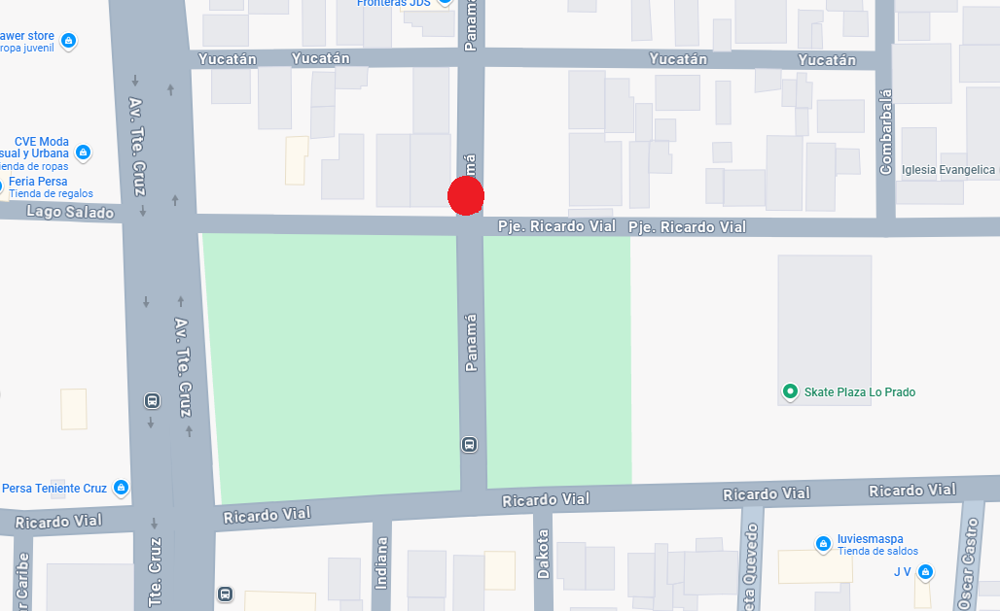 Fronteras JDS
Panamá
awer store
ropa juvenil
Yucatán
Yucatán
Yucatán
Yucatán
Av. Tte. Cruz
Combarbalá
CVE Moda
sual y Urbana
ienda de ropas
Feria Persa
Tienda de regalos
má
Iglesia Evangelica
Lago Salado
Pje. Ricardo Vial
Pje. Ricardo Vial
Av. Tte. Cruz
Panamá
Skate Plaza Lo Prado
Persa Teniente Cruz
Ricardo Vial
Ricardo Vial
Ricardo Vial
Ricardo Vial
Ricardo Vial
Tte. Cruz
Indiana
Dakota
eta Quevedo
Oscar Castro
luviesmaspa
Tienda de saldos
J V
r Caribe